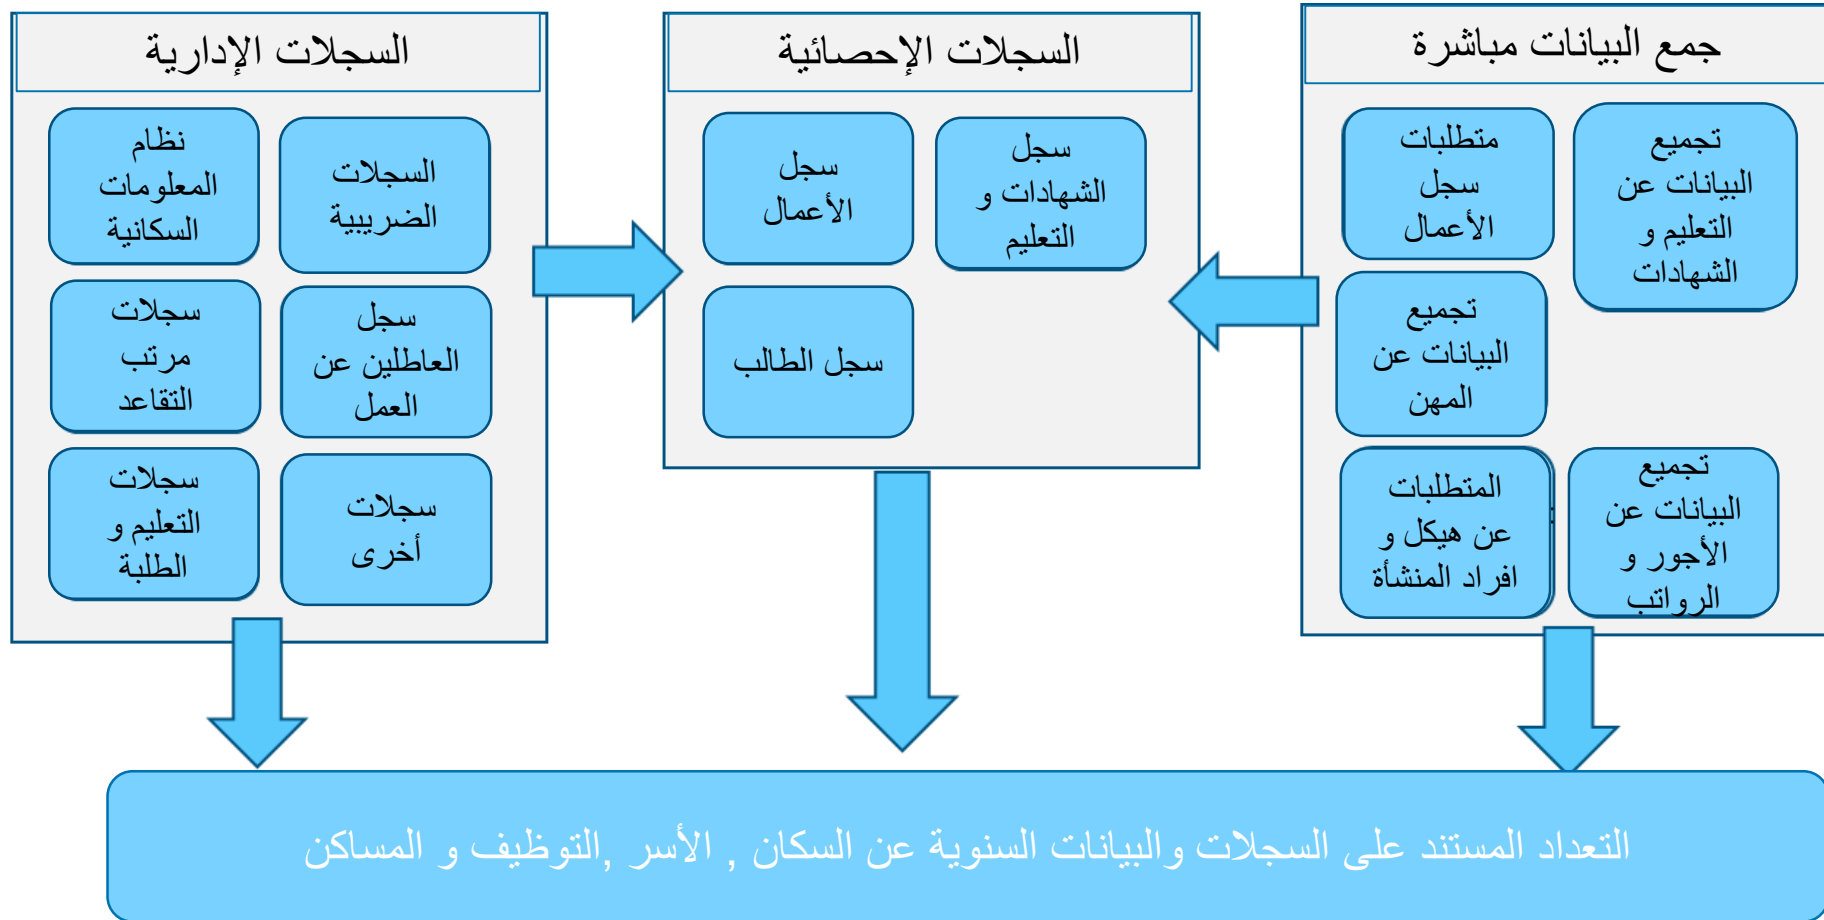 جمع البيانات مباشرة
تجميع
البيانات عن
التعليم و
الشهادات
متطلبات
سجل
الأعمال
تجميع
البيانات عن
المهن
تجميع
البيانات عن
الأجور و
الرواتب
المتطلبات
عن هيكل و
افراد المنشأة
السجلات الإحصائية
سجل
الشهادات و
التعليم
سجل
الأعمال
سجل الطالب
السجلات الإدارية
السجلات
الضريبية
نظام
المعلومات
السكانية
سجل
العاطلين عن
العمل
سجلات
مرتب
التقاعد
سجلات
أخرى
سجلات
التعليم و
الطلبة
التعداد المستند على السجلات والبيانات السنوية عن السكان , الأسر ,التوظيف و المساكن